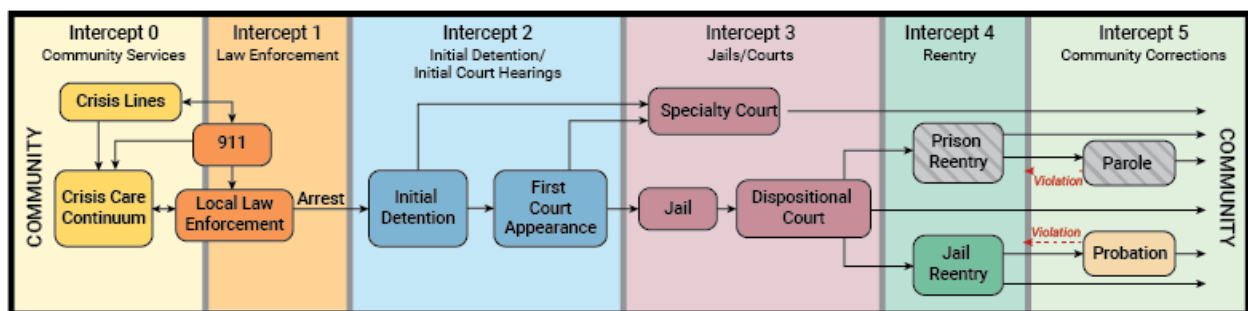 Intercept 0
Community Services
Intercept 1
Law Enforcement
Intercept 2
Initial Detention/
Initial Court Hearings
Intercept 3
Jails/Courts
Intercept 4
Reentry
Intercept 5
Community Corrections
COMMUNITY
Crisis Lines
911
Crisis Care
Continuum
Local Law
Enforcement
Arrest
Initial
Detention
First
Court
Appearance
Specialty Court
Jail
Dispositional
Court
Prison
Reentry
Parole
Violation
Jail
Reentry
Violation
Probation
COMMUNITY